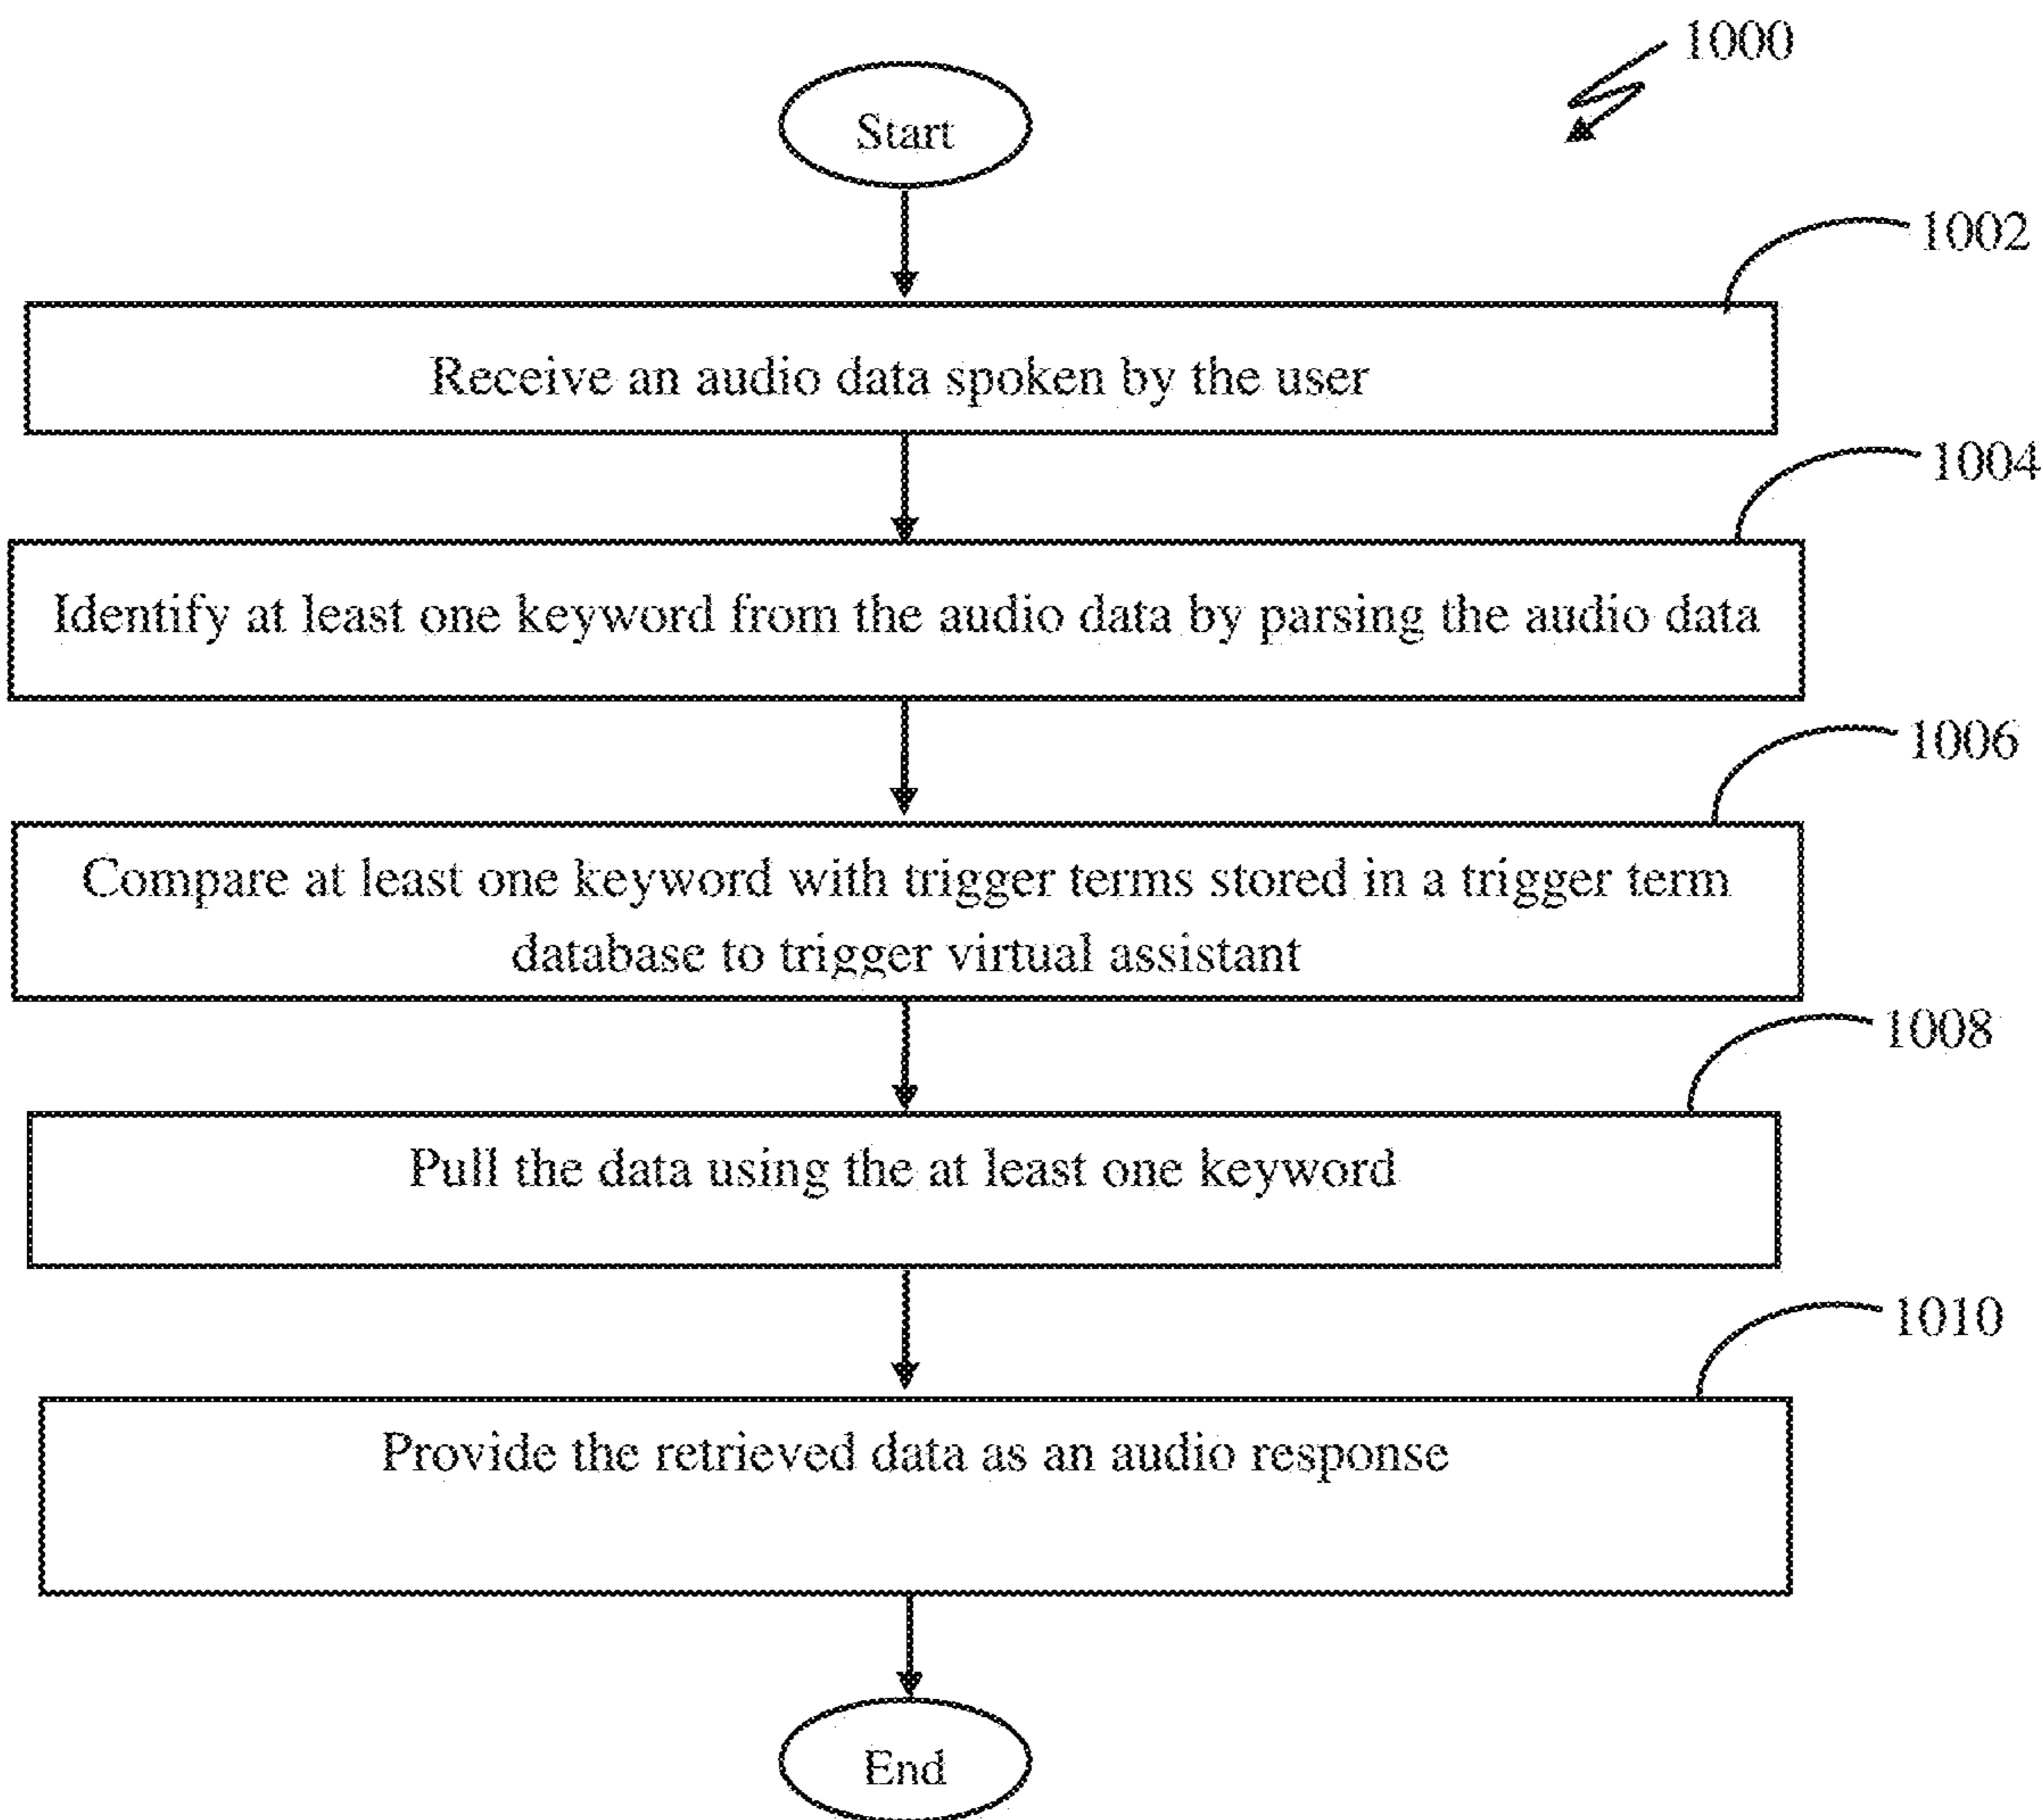 1000
Start
1002
Receive an audio data spoken by the user
1004
Identify at least one keyword from the audio data by parsing the audio data
1006
Compare at least one keyword with trigger terms stored in a trigger term
database to trigger virtual assistant
1008
Pull the data using the at least one keyword
1010
Provide the retrieved data as an audio response
End